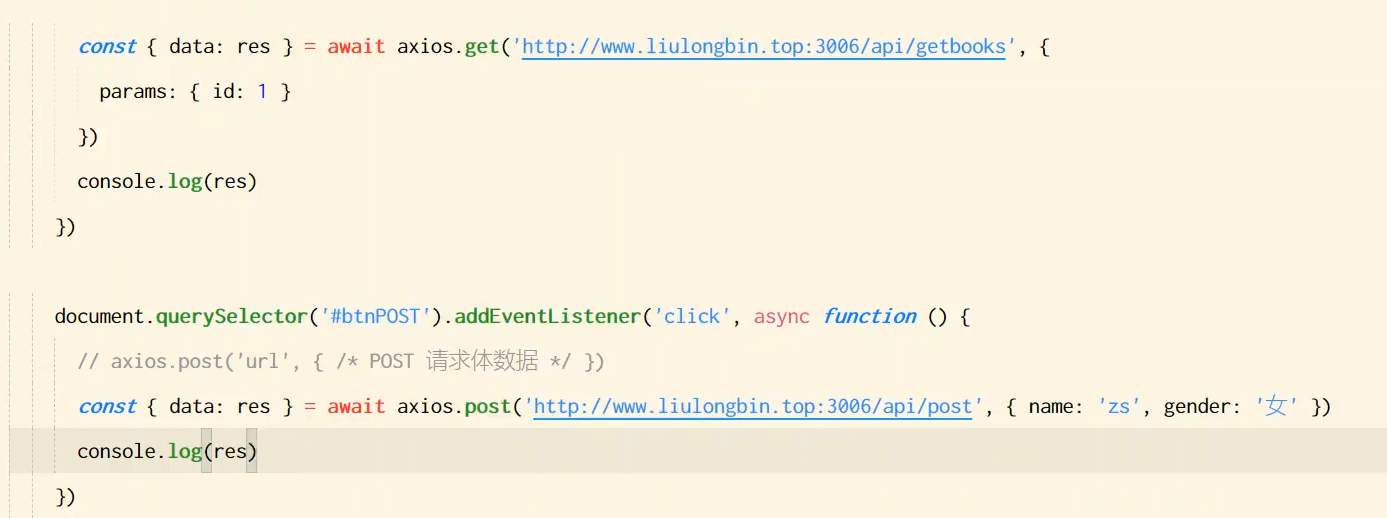 const { data: res } = await axios.get('http://www.liulongbin.top:3006/api/getbooks', {
params: { id: 1 }
})
console.log(res)
})
document.querySelector('#btnPOST').addEventListener('click', async function () {
// axios.post('url', { /* POST 请求体数据 */ })
const { data: res } = await axios.post('http://www.liulongbin.top:3006/api/post', { name: 'zs', gender: '女' })
console.log(res)
})